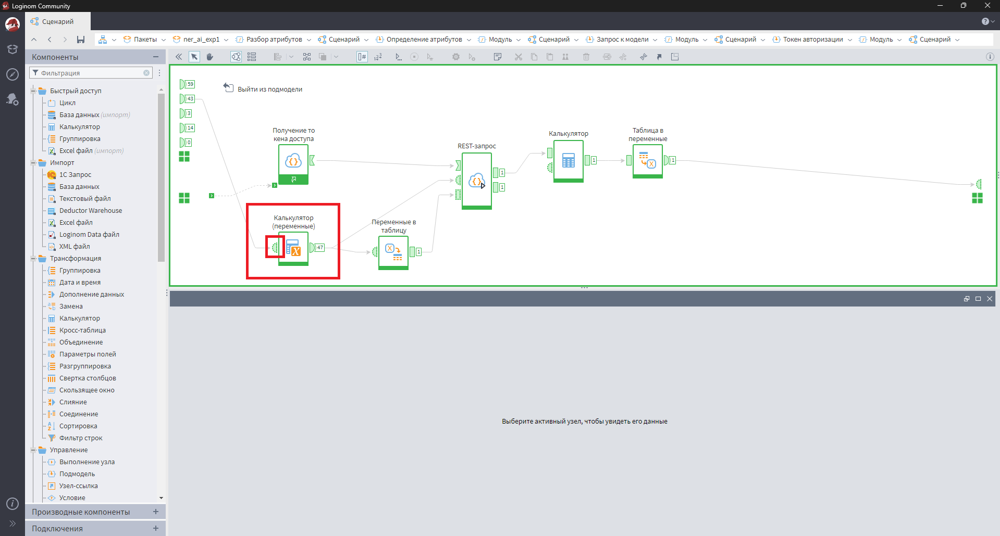 Loginom Community
Сценарий
Пакеты
ner_ai_exp1
Разбор атрибутов
Сценарий
Определение атрибутов
Модуль
Сценарий
Запрос к модели
Модуль
Сценарий
Токен авторизации
Модуль
Сценарий
Компоненты
Фильтрация
Быстрый доступ
Цикл
База данных (импорт)
Калькулятор
Группировка
Excel файл (импорт)
Импорт
1С Запрос
База данных
Текстовый файл
Deductor Warehouse
Excel файл
Loginom Data файл
XML файл
Трансформация
Группировка
Дата и время
Дополнение данных
Замена
Калькулятор
Кросс-таблица
Объединение
Параметры полей
Разгруппировка
Свертка столбцов
Скользящее окно
Слияние
Соединение
Сортировка
Фильтр строк
Управление
Выполнение узла
Подмодель
Узел-ссылка
Условие
Производные компоненты
Подключения
59
43
3
14
0
Выйти из подмодели
Получение то
кена доступа
REST-запрос
1
1
Калькулятор
1
Таблица в
переменные
1
Калькулятор
(переменные)
47
Переменные в
таблицу
1
Выберите активный узел, чтобы увидеть его данные